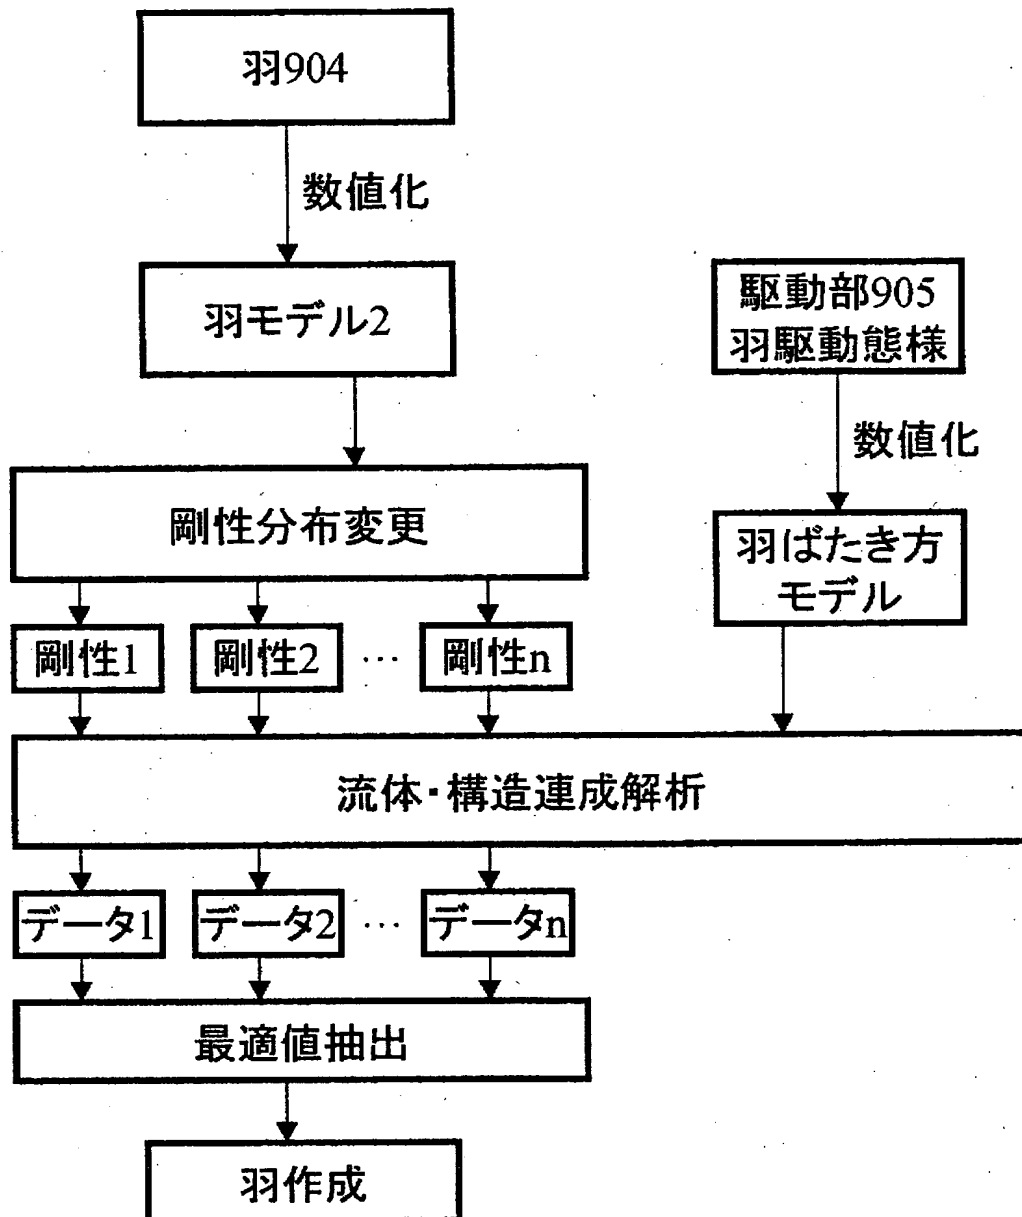 羽904
数値化
羽モデル2
駆動部905
羽駆動態様
数値化
剛性分布変更
羽ばたき方
モデル
剛性1
剛性2
…
剛性n
流体・構造連成解析
データ1
データ2
…
データn
最適値抽出
羽作成